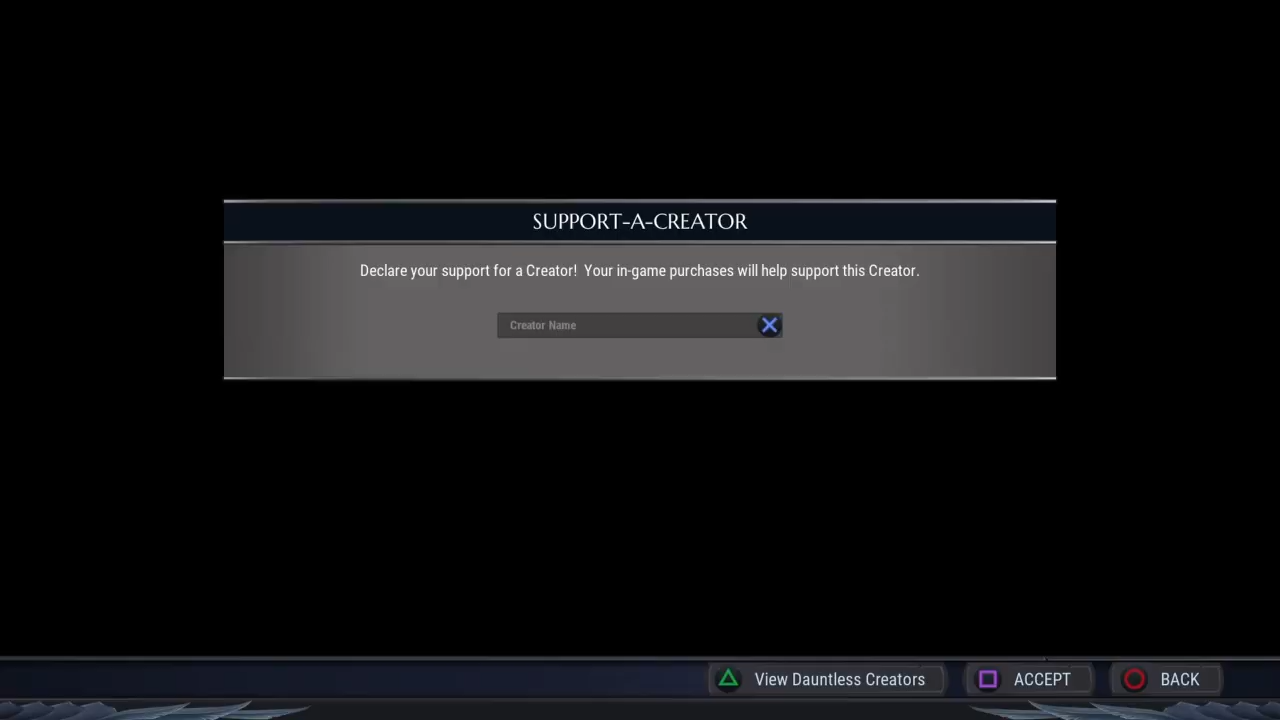 SUPPORT-A-CREATOR
Declare your support for a Creator!  Your in-game purchases will help support this Creator.
Creator Name
View Dauntless Creators
ACCEPT
BACK